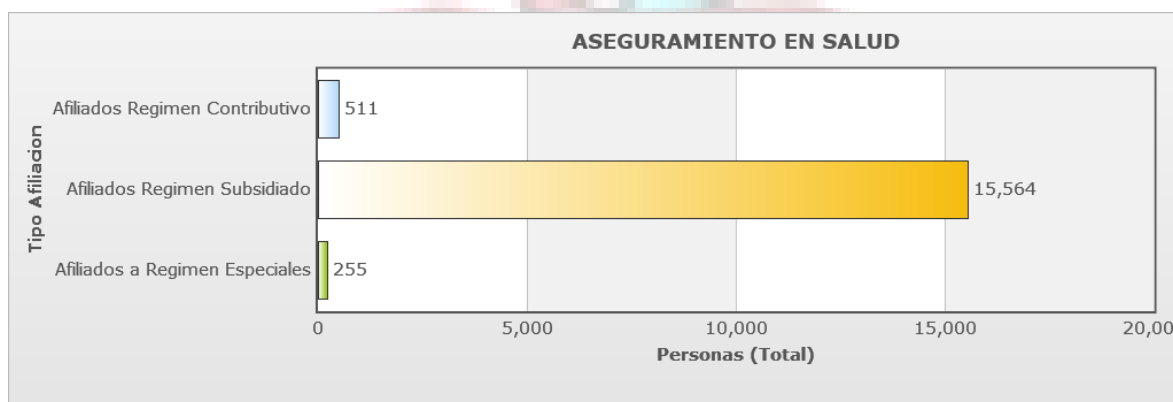 ASEGURAMIENTO EN SALUD
Tipo Afiliacion
Afiliados Regimen Contributivo 511
Afiliados Regimen Subsidiado 15,564
Afiliados a Regimen Especiales 255
0 5,000 10,000 15,000 20,00
Personas (Total)